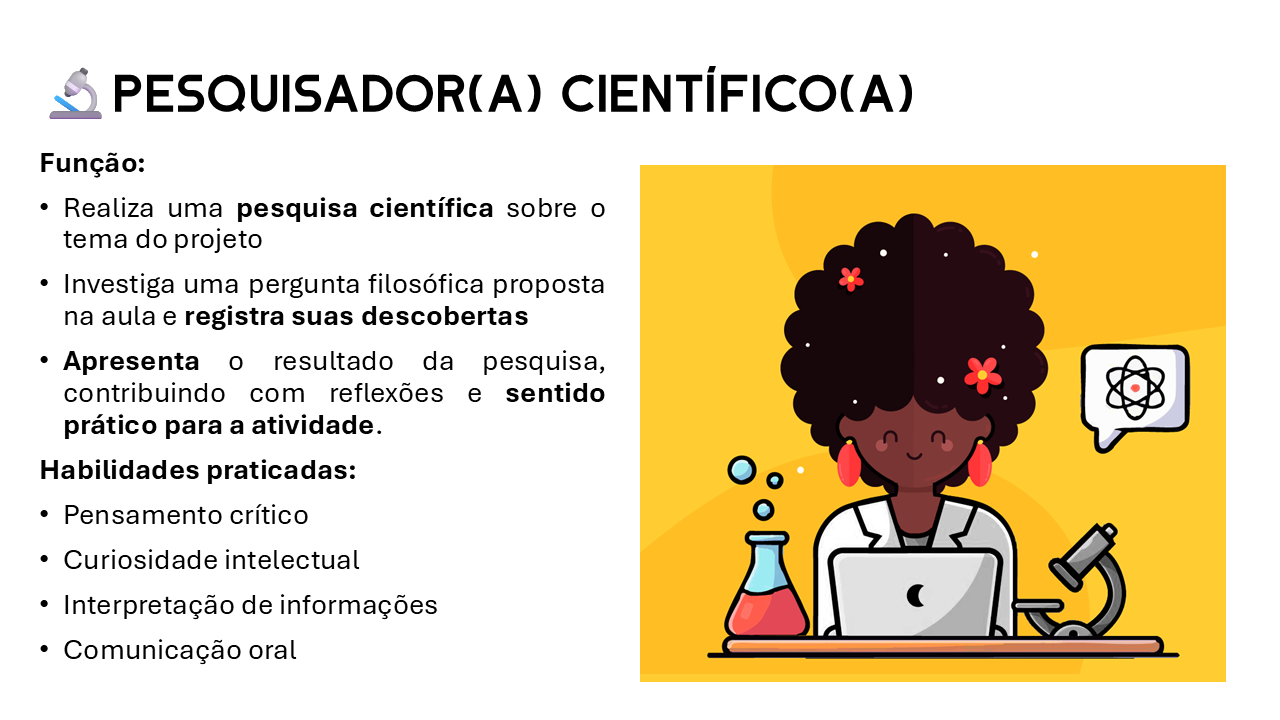 PESQUISADOR(A) CIENTÍFICO(A)
Função:
• Realiza uma pesquisa científica sobre o
tema do projeto
• Investiga uma pergunta filosófica proposta
na aula e registra suas descobertas
• Apresenta o resultado da pesquisa,
contribuindo com reflexões e sentido
prático para a atividade.
Habilidades praticadas:
• Pensamento crítico
• Curiosidade intelectual
• Interpretação de informações
• Comunicação oral